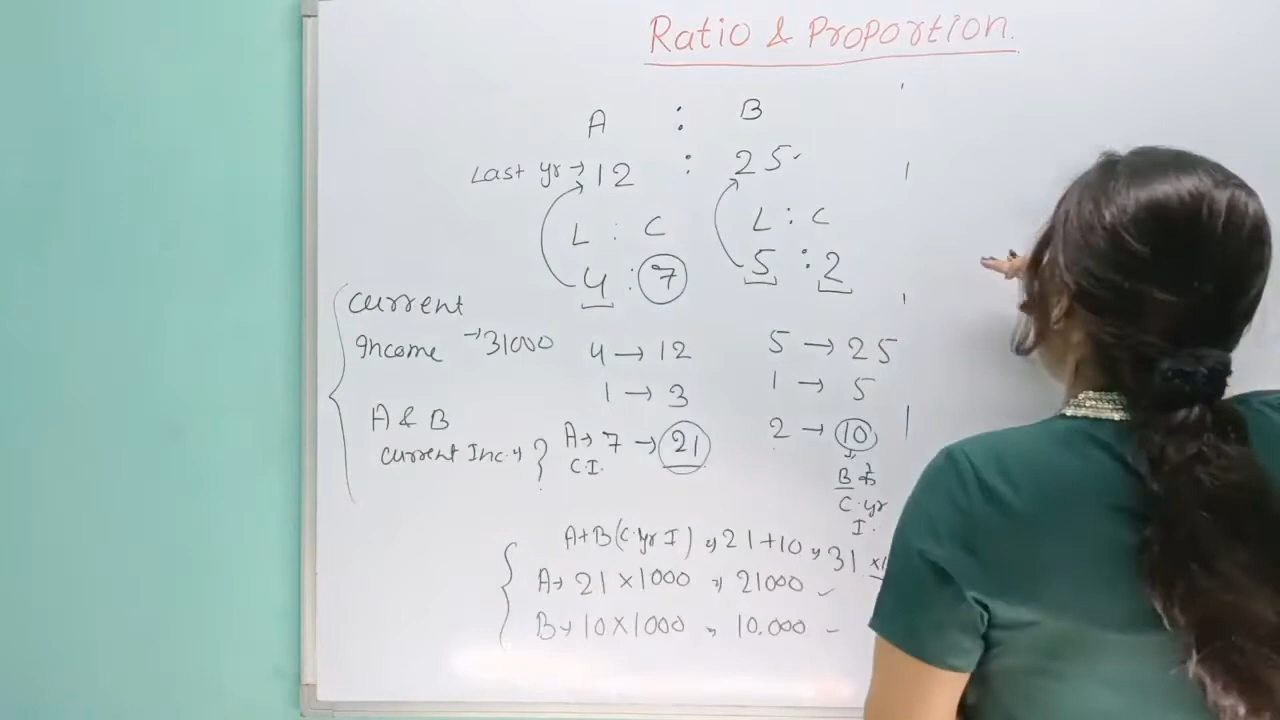 Ratio & Proportion.
A : B
Last yr → 12 : 25
L : C
4 : 7
L : C
5 : 2
Current
Income → 31000
A & B
current Inc. ?
4 → 12
1 → 3
A → 7 → 21
C.I.
5 → 25
1 → 5
2 → 10
B
C.yr
I.
A+B (C.yr I) 21+10 31
A → 21 × 1000 21000
B → 10 × 1000 10.000